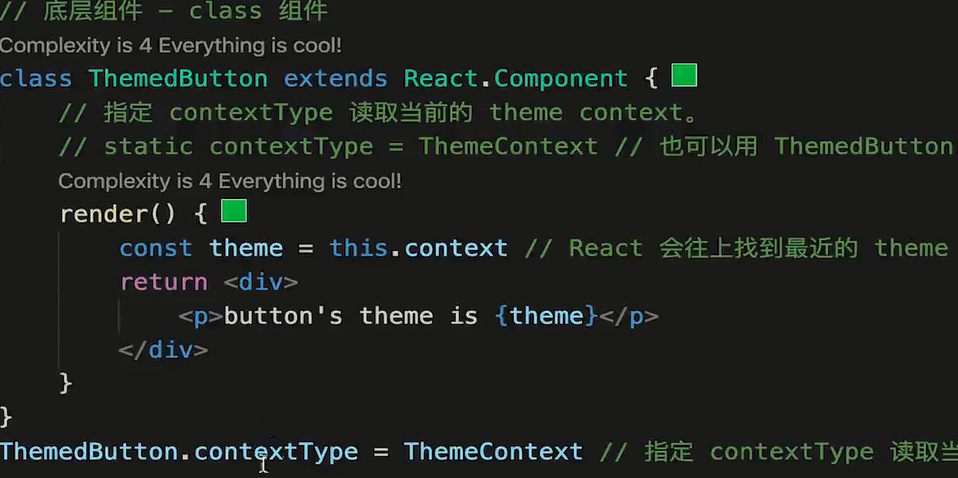 // 底层组件 - class 组件
Complexity is 4 Everything is cool!
class ThemedButton extends React.Component {
// 指定 contextType 读取当前的 theme context。
// static contextType = ThemeContext // 也可以用 ThemedButton
Complexity is 4 Everything is cool!
render() {
const theme = this.context // React 会往上找到最近的 theme
return <div>
<p>button's theme is {theme}</p>
</div>
}
}
ThemedButton.contextType = ThemeContext // 指定 contextType 读取当